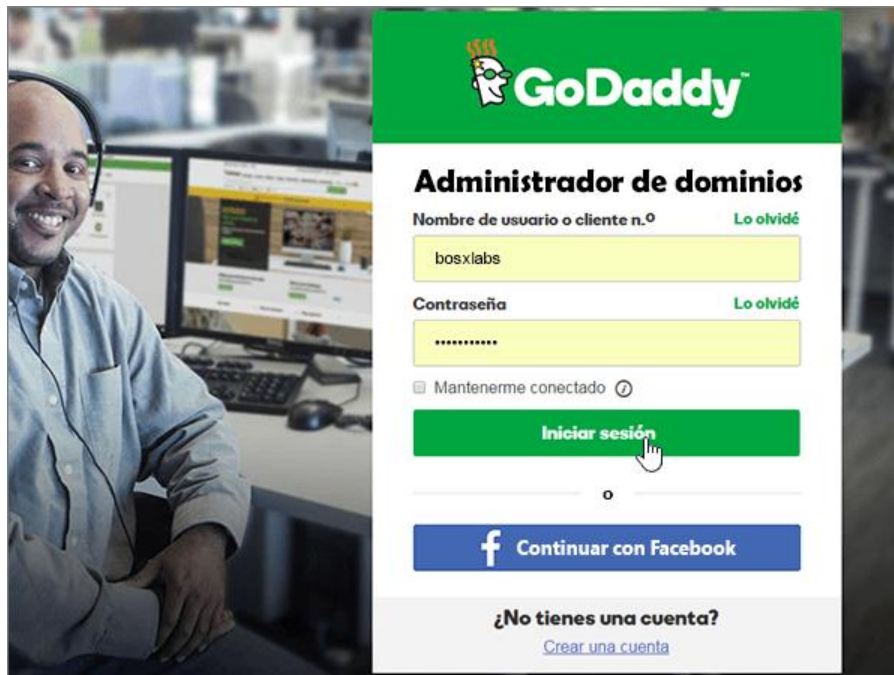 GoDaddy™
Administrador de dominios
Nombre de usuario o cliente n.º Lo olvidé
bosxlabs
Contraseña Lo olvidé
•••••••••••
Mantenerme conectado
Iniciar sesión
o
Continuar con Facebook
¿No tienes una cuenta?
Crear una cuenta